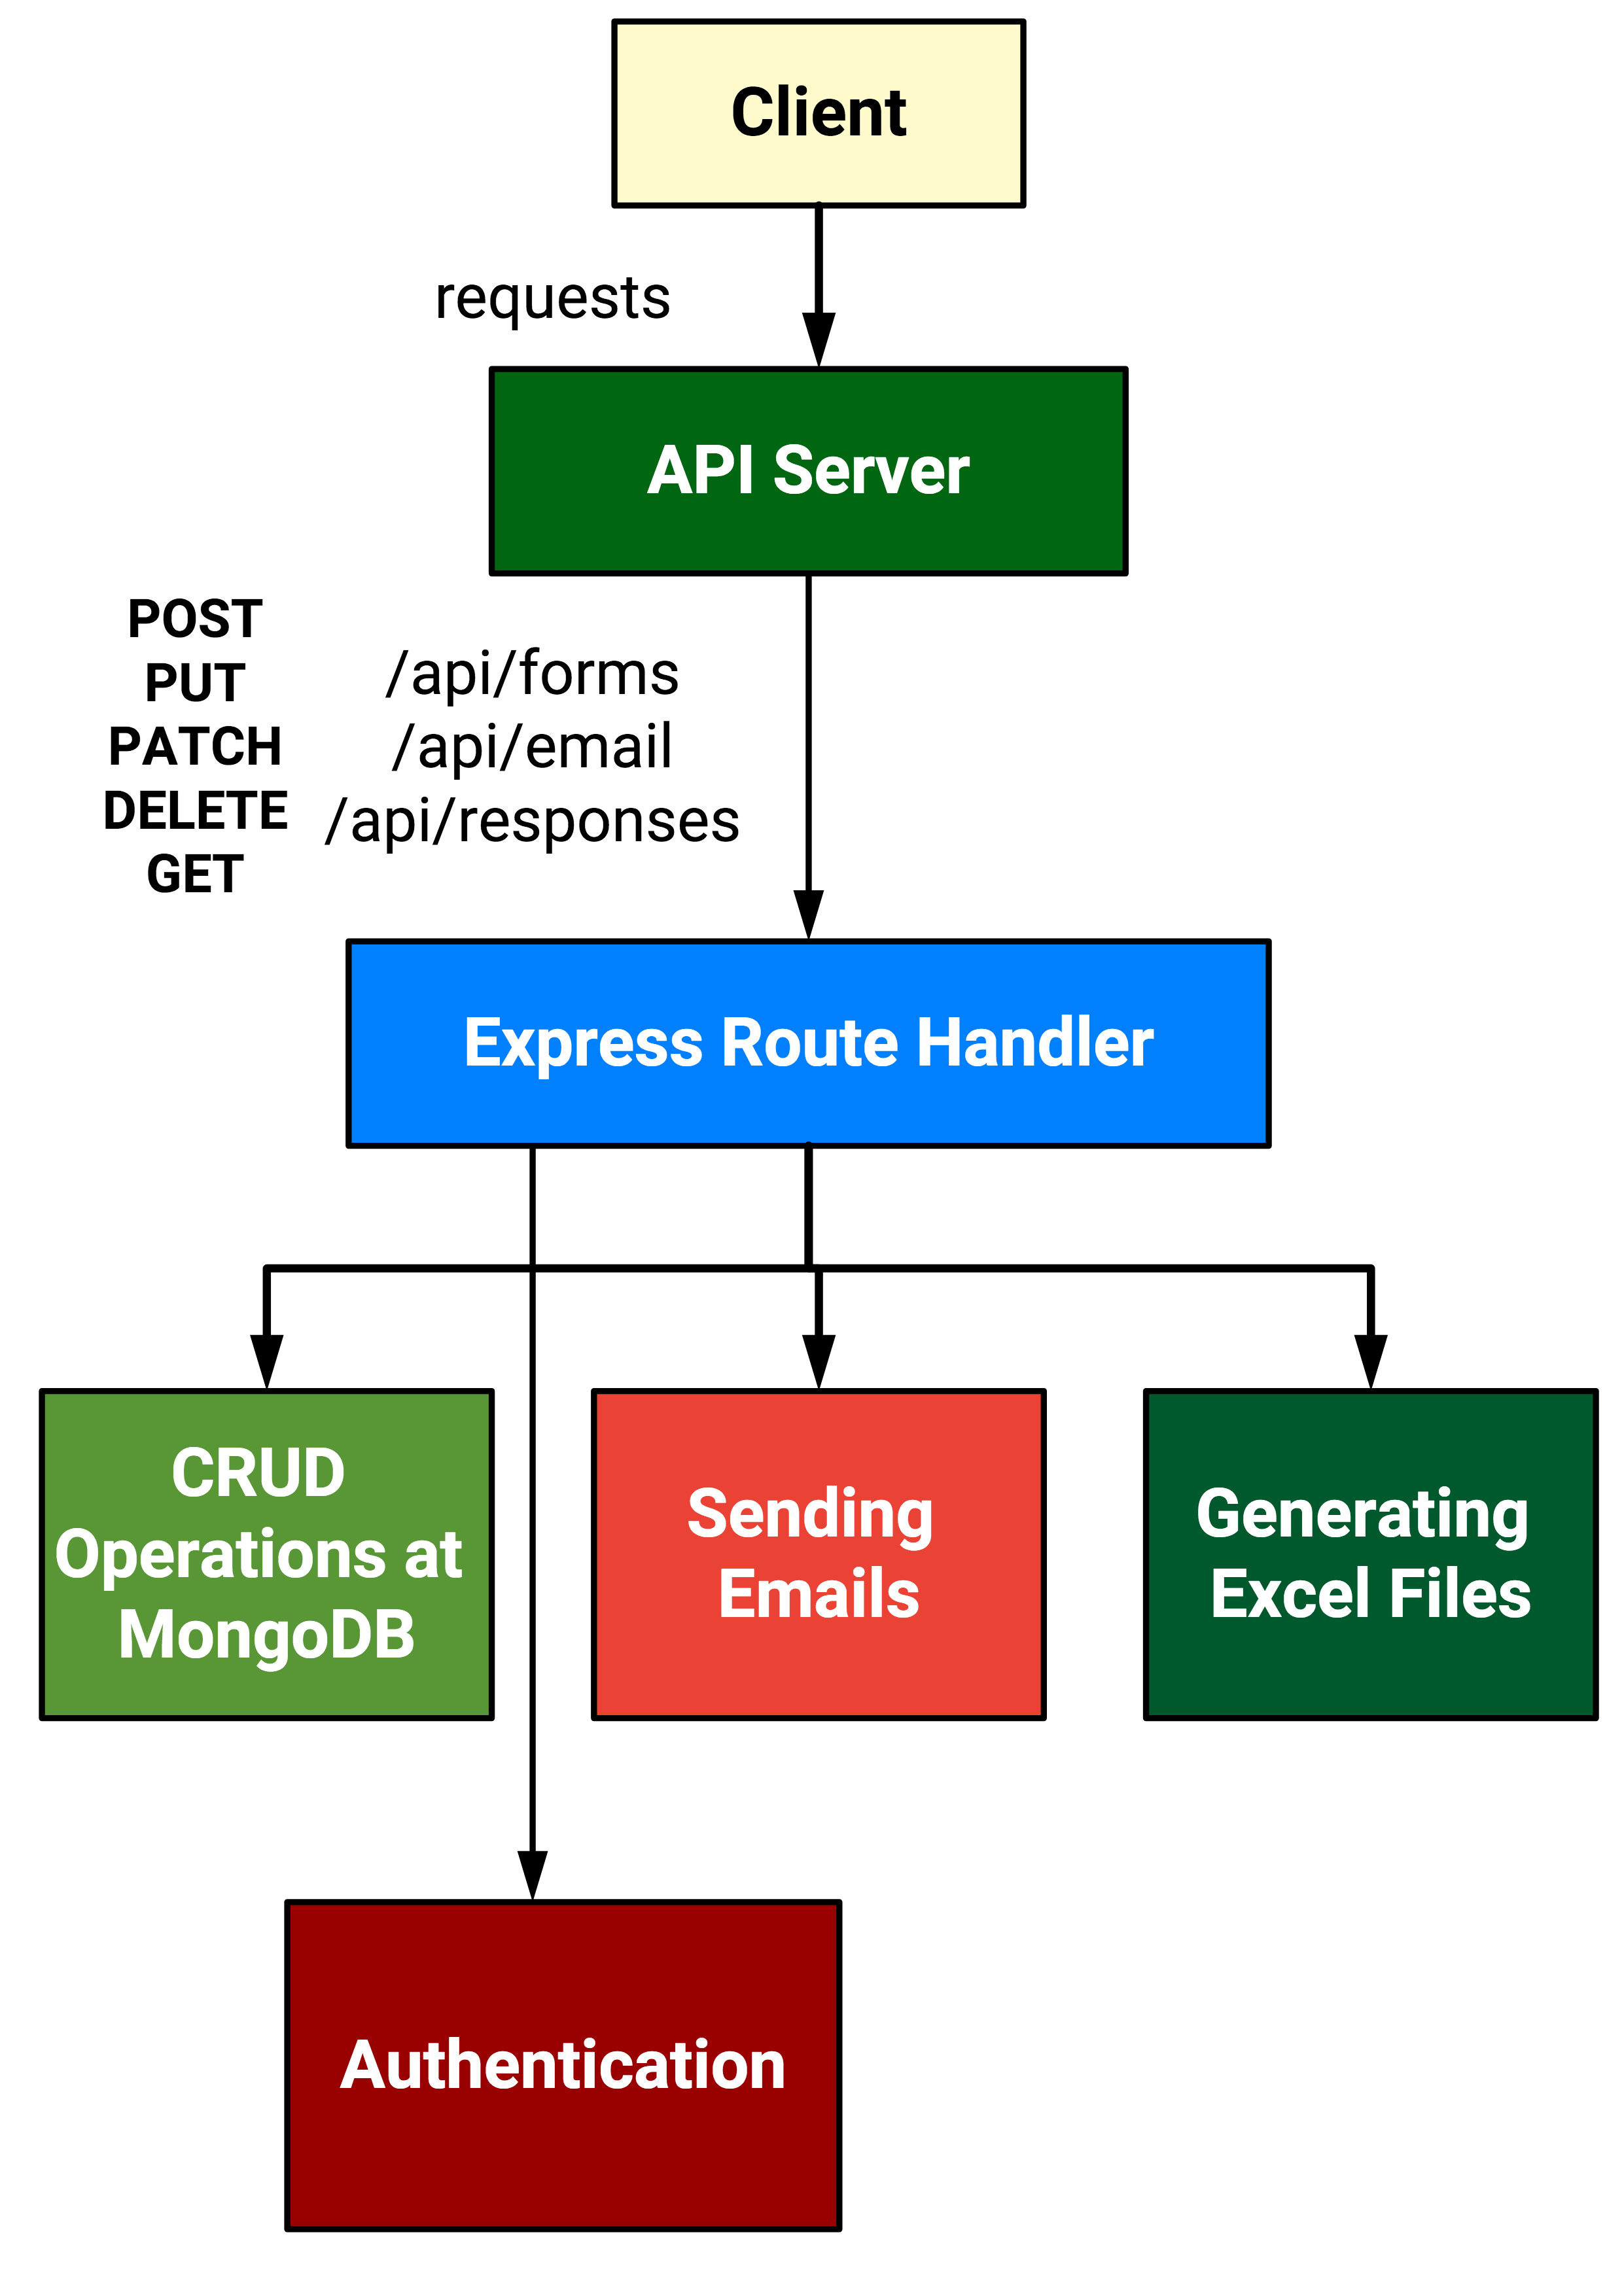 Client
requests
API Server
POST
PUT
PATCH
DELETE
GET
/api/forms
/api/email
/api/responses
Express Route Handler
CRUD
Operations at
MongoDB
Sending
Emails
Generating
Excel Files
Authentication